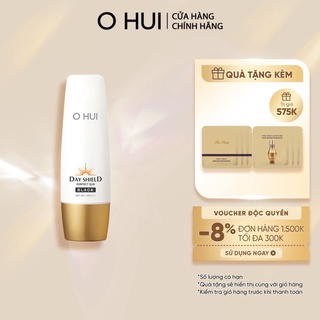 O HUI
CỬA HÀNG
CHÍNH HÃNG
QUÀ TẶNG KÈM
Trị giá
575K
O HUI
DAY SHIELD
PERFECT SUN
BLACK
VOUCHER ĐỘC QUYỀN
-8% ĐƠN HÀNG 1.500K
TỐI ĐA 300K
SỬ DỤNG NGAY
*Số lượng có hạn
*Quà tặng sẽ hiển thị cùng với giỏ hàng
*Kiểm tra giỏ hàng trước khi thanh toán